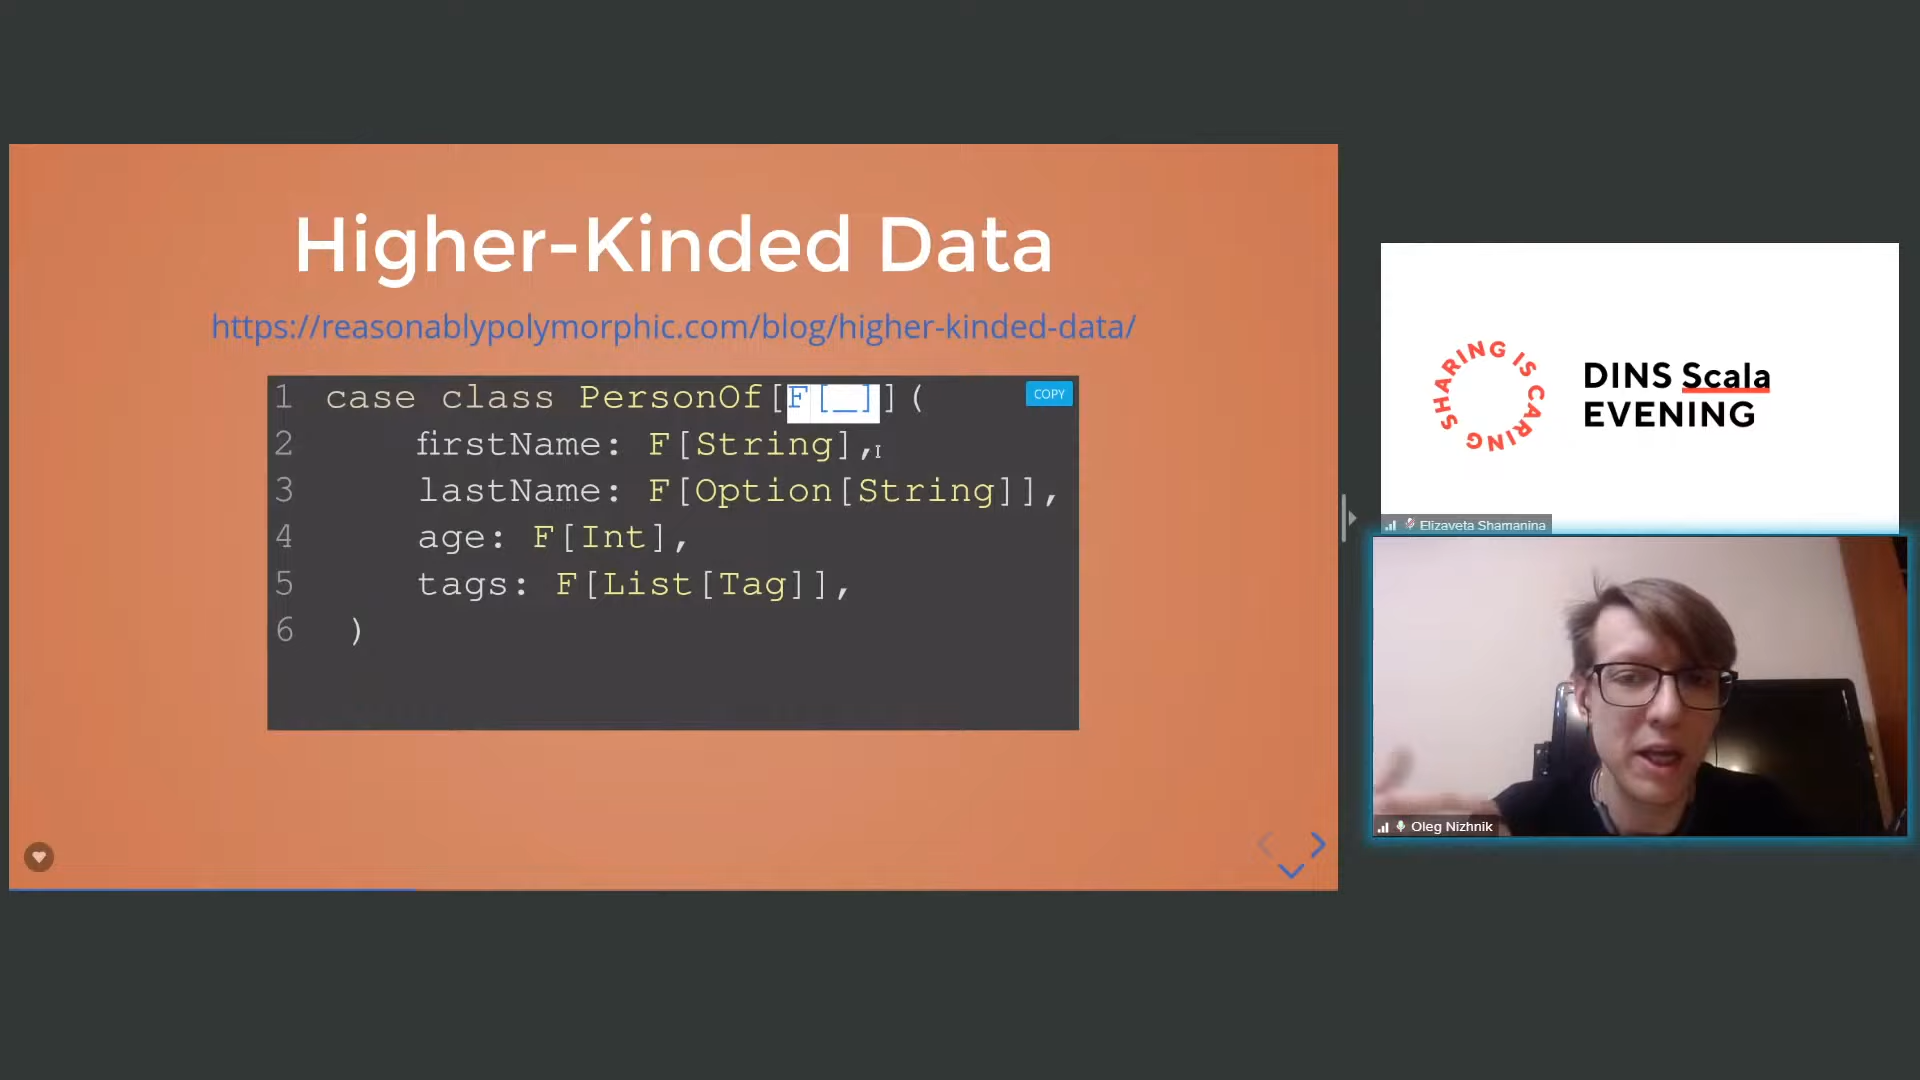 Higher-Kinded Data
https://reasonablypolymorphic.com/blog/higher-kinded-data/
COPY
1 case class PersonOf[F[_]](
2 firstName: F[String],
3 lastName: F[Option[String]],
4 age: F[Int],
5 tags: F[List[Tag]],
6 )
SHARING IS CARING
DINS Scala
EVENING
Elizaveta Shamanina
Oleg Nizhnik